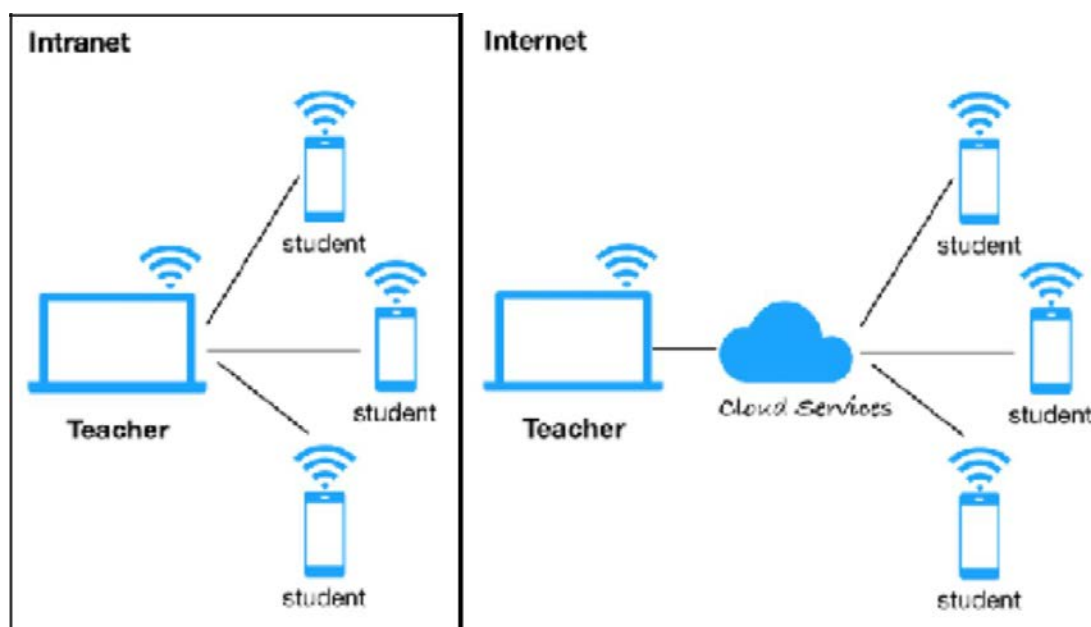 Intranet
student
student
Teacher
student
Internet
student
Cloud Services
student
Teacher
student